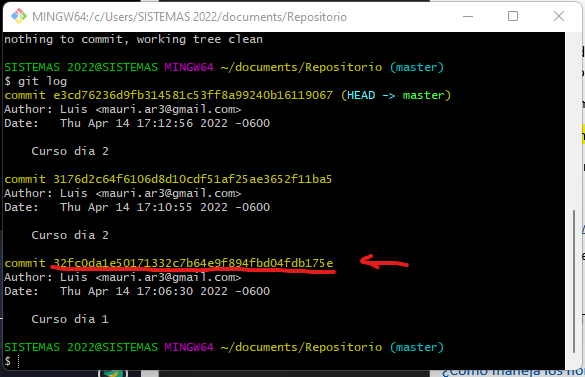 MINGW64:/c/Users/SISTEMAS 2022/documents/Repositorio
nothing to commit, working tree clean
SISTEMAS 2022@SISTEMAS MINGW64 ~/documents/Repositorio (master)
$ git log
commit e3cd76236d9fb314581c53ff8a99240b16119067 (HEAD -> master)
Author: Luis <mauri.ar3@gmail.com>
Date:   Thu Apr 14 17:12:56 2022 -0600
Curso dia 2
commit 3176d2c64f6106d8d10cdf51af25ae3652f11ba5
Author: Luis <mauri.ar3@gmail.com>
Date:   Thu Apr 14 17:10:55 2022 -0600
Curso dia 2
commit 32fc0da1e50171332c7b64e9f894fbd04fdb175e
Author: Luis <mauri.ar3@gmail.com>
Date:   Thu Apr 14 17:06:30 2022 -0600
Curso dia 1
SISTEMAS 2022@SISTEMAS MINGW64 ~/documents/Repositorio (master)
$